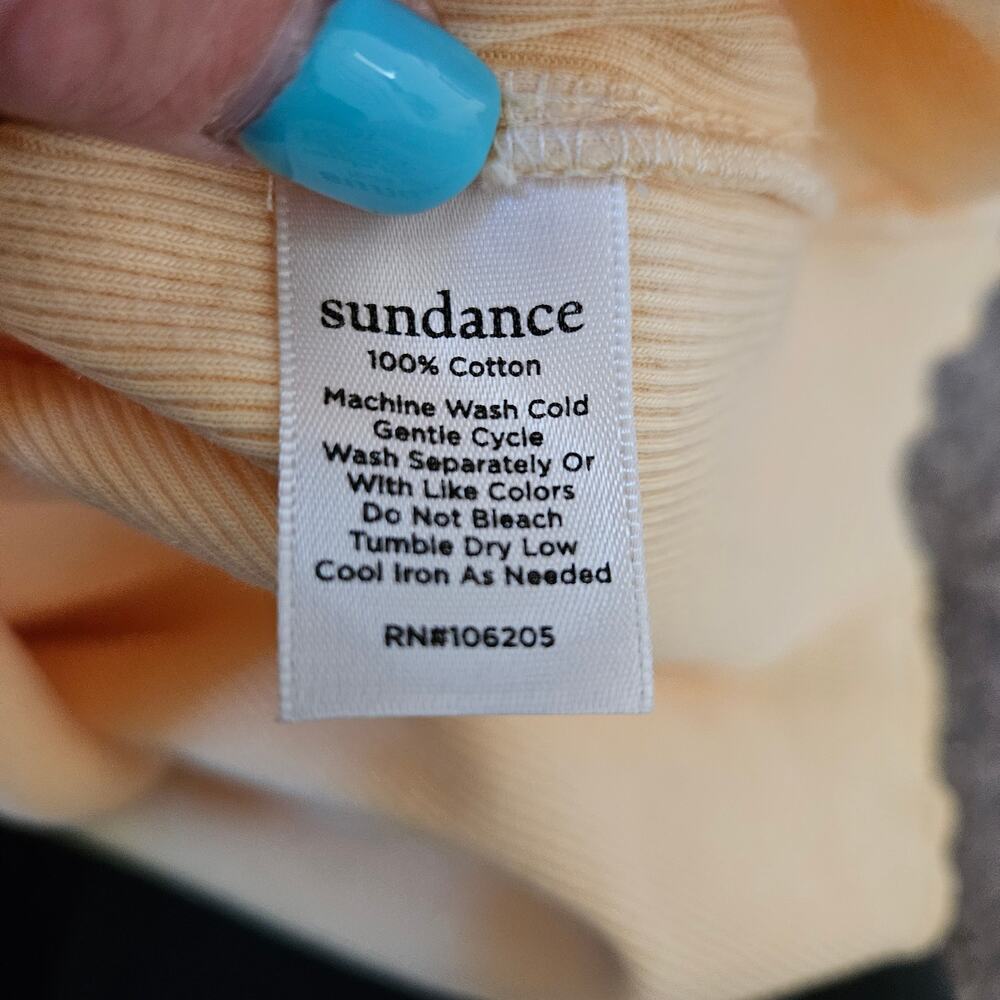 sundance
100% Cotton
Machine Wash Cold
Gentle Cycle
Wash Separately Or
With Like Colors
Do Not Bleach
Tumble Dry Low
Cool Iron As Needed
RN#106205